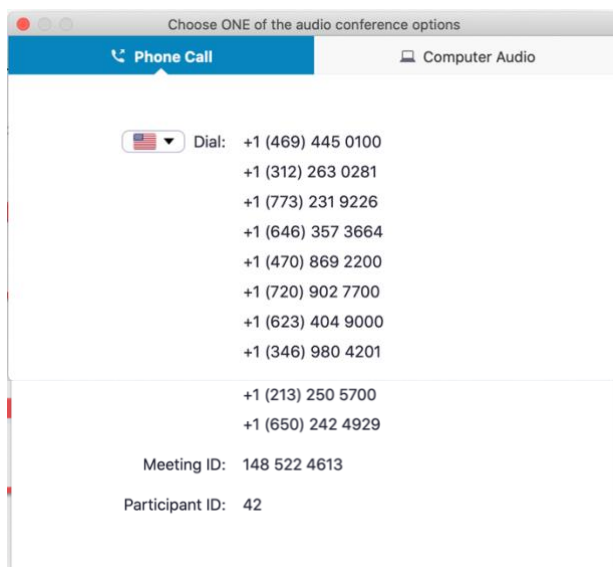 Choose ONE of the audio conference options
Phone Call
Computer Audio
Dial: +1 (469) 445 0100
+1 (312) 263 0281
+1 (773) 231 9226
+1 (646) 357 3664
+1 (470) 869 2200
+1 (720) 902 7700
+1 (623) 404 9000
+1 (346) 980 4201
+1 (213) 250 5700
+1 (650) 242 4929
Meeting ID: 148 522 4613
Participant ID: 42